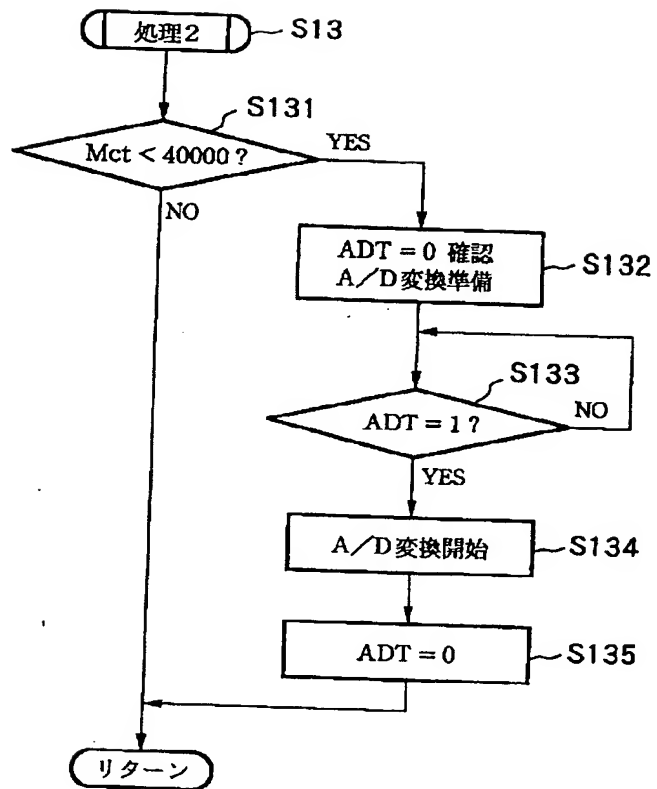 処理2
S13
S131
Mct < 40000?
YES
NO
ADT = 0 確認
A/D変換準備
S132
S133
ADT = 1?
NO
YES
A/D変換開始
S134
ADT = 0
S135
リターン